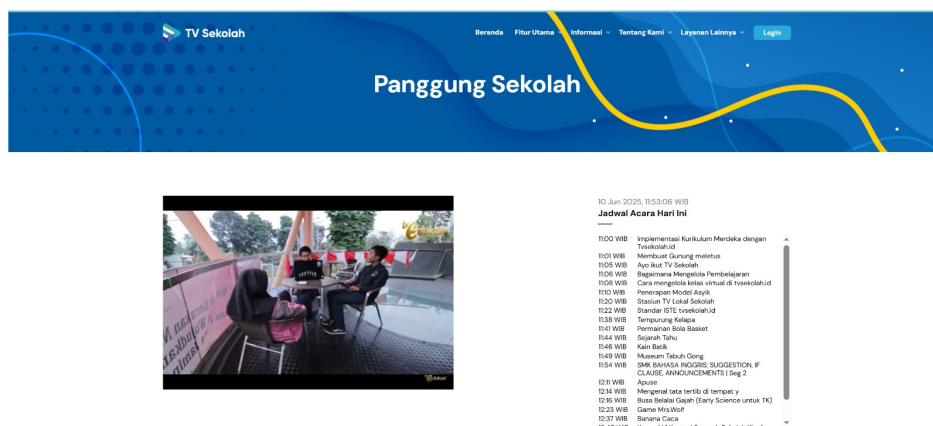 TV Sekolah
Beranda Fitur Utama Informasi Tentang Kami Layanan Lainnya Login
Panggung Sekolah
10 Jun 2025, 11:53:06 WIB
Jadwal Acara Hari Ini
11:00 WIB Implementasi Kurikulum Merdeka dengan
Tvsekolah.id
11:01 WIB Membuat Gunung meletus
11:05 WIB Ayo ikut TV Sekolah
11:06 WIB Bagaimana Mengelola Pembelajaran
11:08 WIB Cara mengelola kelas virtual di tvsekolah.id
11:10 WIB Penerapan Model Asyik
11:20 WIB Stasiun TV Lokal Sekolah
11:22 WIB Standar ISTE tvsekolah.id
11:38 WIB Tempurung Kelapa
11:41 WIB Permainan Bola Basket
11:44 WIB Sejarah Tahu
11:46 WIB Kain Batik
11:49 WIB Museum Tabuh Gong
11:54 WIB SMK BAHASA INGGRIS: SUGGESTION, IF
CLAUSE, ANNOUNCEMENTS | Seg 2
12:11 WIB Apuse
12:14 WIB Mengenal tata tertib di tempat y
12:16 WIB Busa Belalai Gajah (Early Science untuk TK)
12:23 WIB Game Mrs.Wolf
12:37 WIB Banana Caca